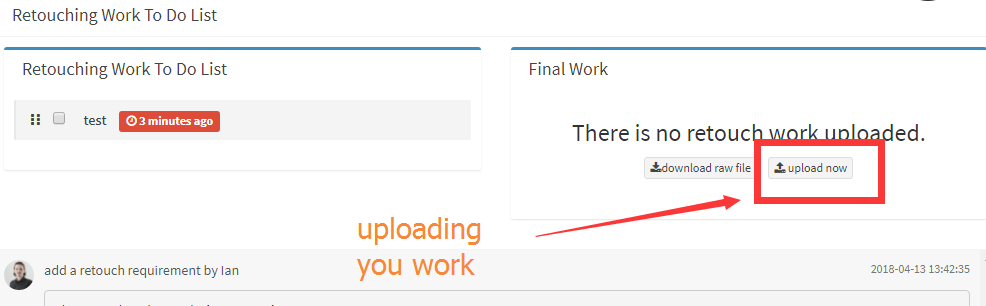 Retouching Work To Do List
Retouching Work To Do List
test
3 minutes ago
Final Work
There is no retouch work uploaded.
download raw file
upload now
uploading
you work
add a retouch requirement by Ian
2018-04-13 13:42:35